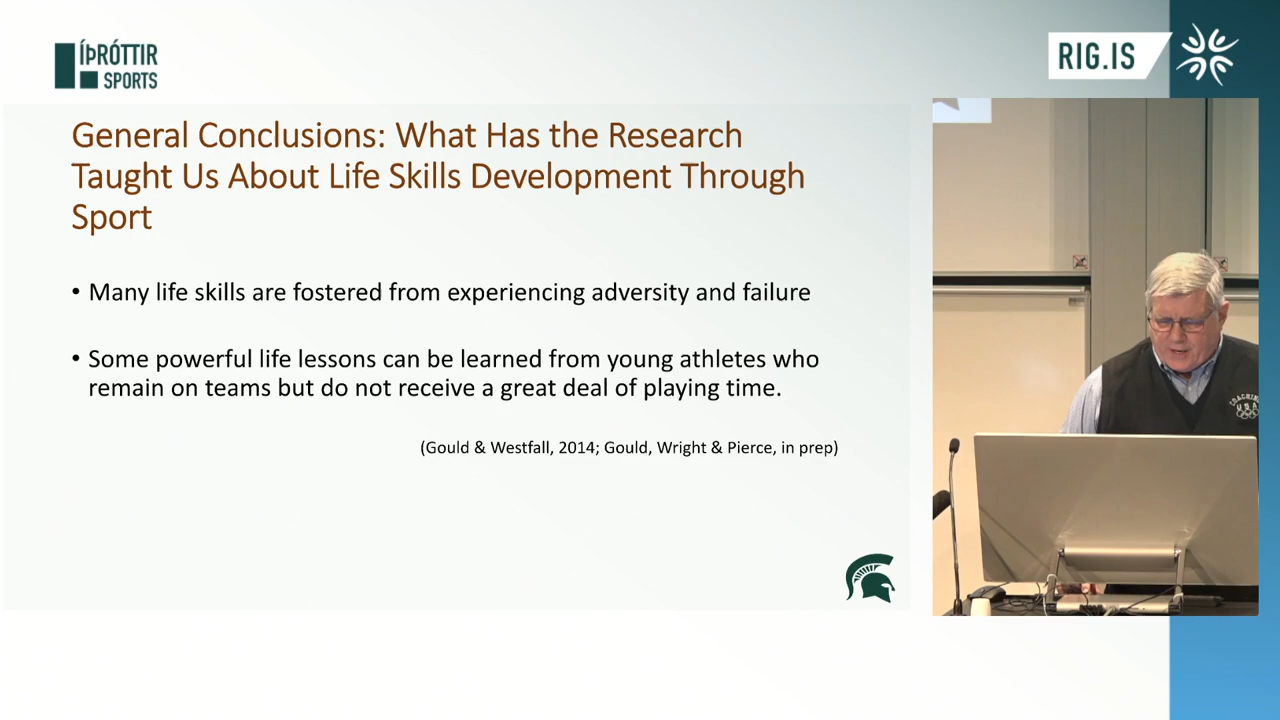 ÍÞRÓTTIR
SPORTS
RIG.IS
General Conclusions: What Has the Research
Taught Us About Life Skills Development Through
Sport
• Many life skills are fostered from experiencing adversity and failure
• Some powerful life lessons can be learned from young athletes who
remain on teams but do not receive a great deal of playing time.
(Gould & Westfall, 2014; Gould, Wright & Pierce, in prep)
COACHING
USA